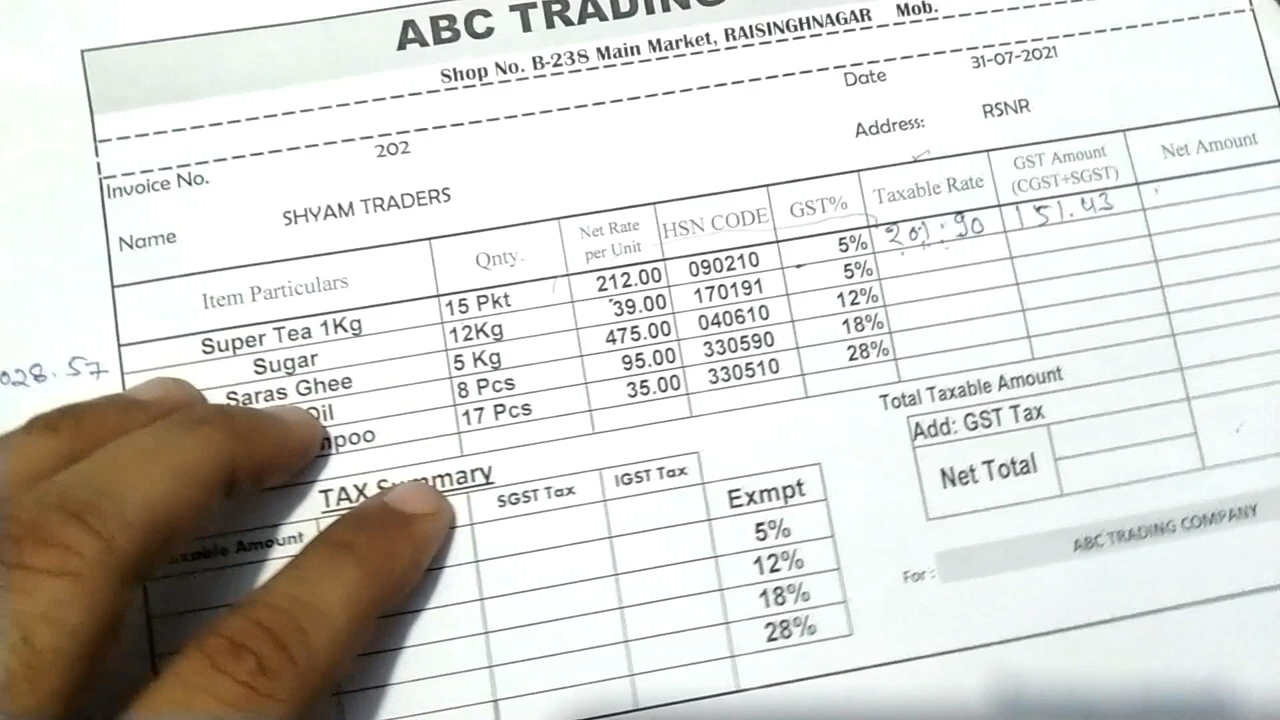 ABC TRADING
Shop No. B-238 Main Market, RAISINGHNAGAR Mob.
Invoice No. 202 Date 31-07-2021
Name SHYAM TRADERS Address: RSNR
Item Particulars Qnty. Net Rate per Unit HSN CODE GST% Taxable Rate GST Amount (CGST+SGST) Net Amount
Super Tea 1Kg 15 Pkt 212.00 090210 5% 201.90 151.43
Sugar 12Kg 39.00 170191 5%
Saras Ghee 5 Kg 475.00 040610 12%
Oil 8 Pcs 95.00 330590 18%
mpoo 17 Pcs 35.00 330510 28%
028.57
Total Taxable Amount
Add: GST Tax
Net Total
TAX Summary
axable Amount SGST Tax IGST Tax
Exmpt
5%
12%
18%
28%
For : ABC TRADING COMPANY